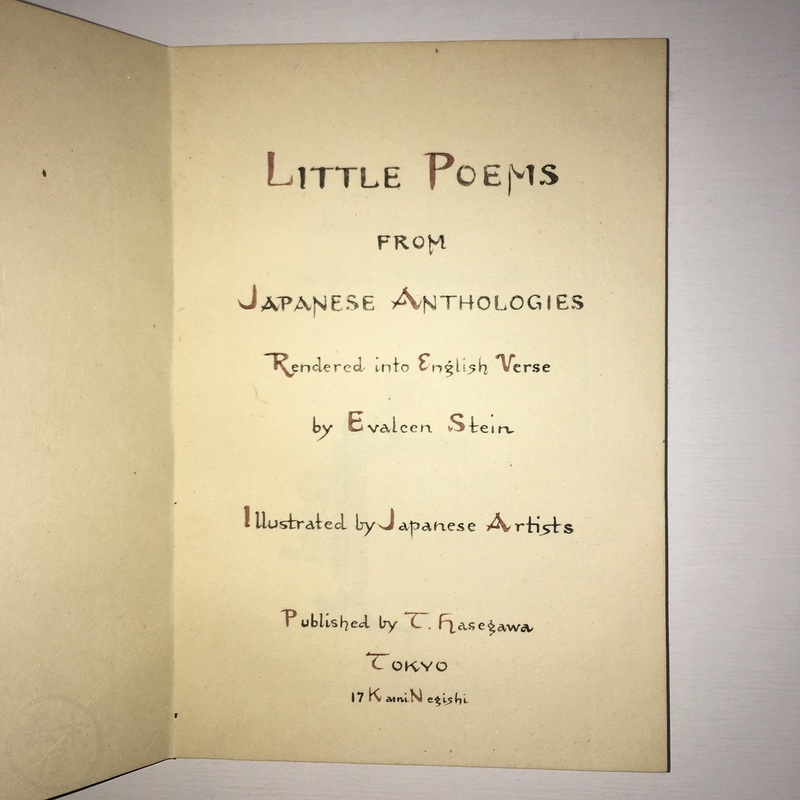 LITTLE POEMS
FROM
JAPANESE ANTHOLOGIES
Rendered into English Verse
by Evaleen Stein
Illustrated by Japanese Artists
Published by T. Hasegawa
TOKYO
17 Kami Negishi